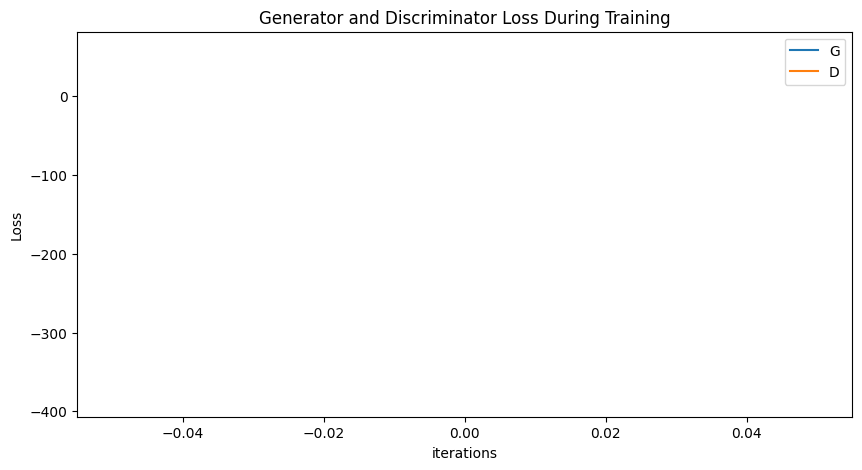 Generator and Discriminator Loss During Training
G
D
0
−100
−200
−300
−400
Loss
−0.04 −0.02 0.00 0.02 0.04
iterations